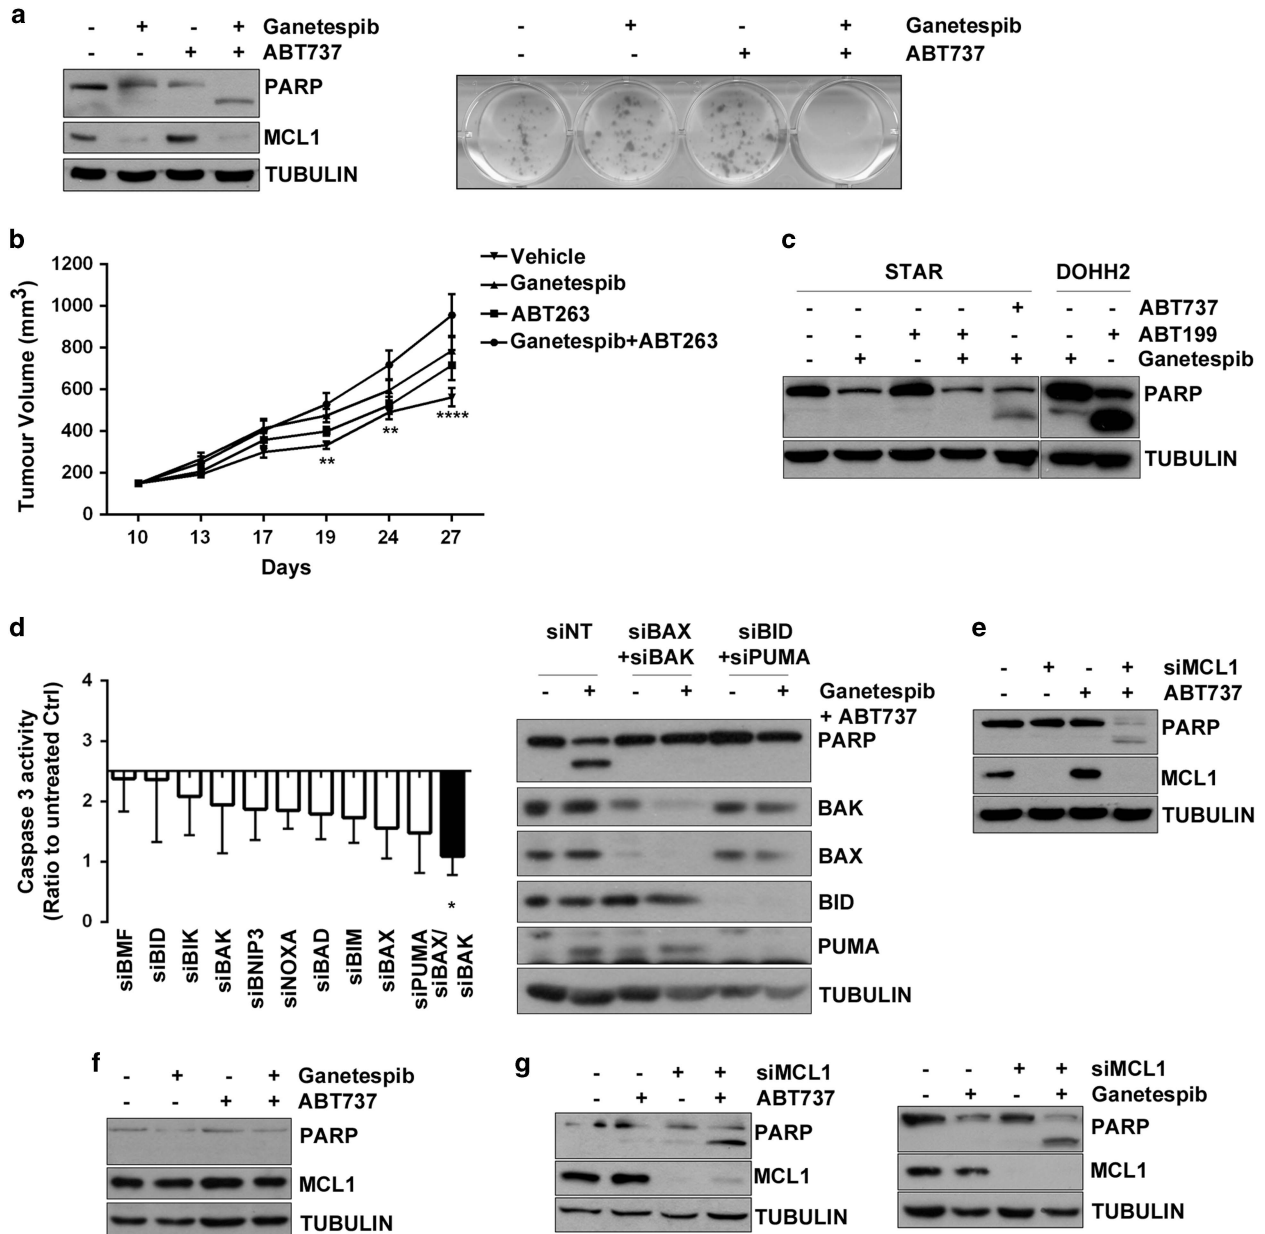 a
- + - + Ganetespib
- - + + ABT737
PARP
MCL1
TUBULIN
- + - + Ganetespib
- - + + ABT737
b
1200
1000
800
600
400
200
0
Tumour Volume (mm3)
10 13 17 19 24 27
Days
Vehicle
Ganetespib
ABT263
Ganetespib+ABT263
**
**
****
c
STAR DOHH2
- - - - + - - ABT737
- - + + - - + ABT199
- + - + + + - Ganetespib
PARP
TUBULIN
d
4
3
2
1
0
Caspase 3 activity
(Ratio to untreated Ctrl)
*
siBMF
siBID
siBIK
siBAK
siBNIP3
siNOXA
siBAD
siBIM
siBAX
siPUMA
siBAX/
siBAK
siNT siBAX siBID
+siBAK +siPUMA
- + - + - + Ganetespib
+ ABT737
PARP
BAK
BAX
BID
PUMA
TUBULIN
e
- + - + siMCL1
- - + + ABT737
PARP
MCL1
TUBULIN
f
- + - + Ganetespib
- - + + ABT737
PARP
MCL1
TUBULIN
g
- - + + siMCL1
- + - + ABT737
PARP
MCL1
TUBULIN
- - + + siMCL1
- + - + Ganetespib
PARP
MCL1
TUBULIN